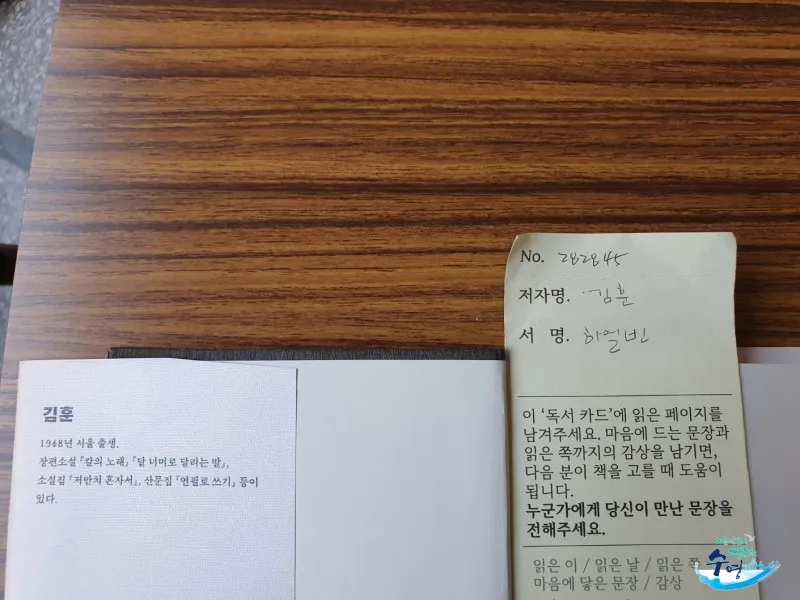 김훈
1948년 서울 출생.
장편소설 『칼의 노래』 『달 너머로 달리는 말』,
소설집 『저만치 혼자서』, 산문집 『연필로 쓰기』 등이
있다.
No. 282845
저자명. 김훈
서 명. 하얼빈
이 ‘독서 카드’에 읽은 페이지를
남겨주세요. 마음에 드는 문장과
읽은 쪽까지의 감상을 남기면,
다음 분이 책을 고를 때 도움이
됩니다.
누군가에게 당신이 만난 문장을
전해주세요.
읽은 이 / 읽은 날 / 읽은 쪽
마음에 닿은 문장 / 감상
수영